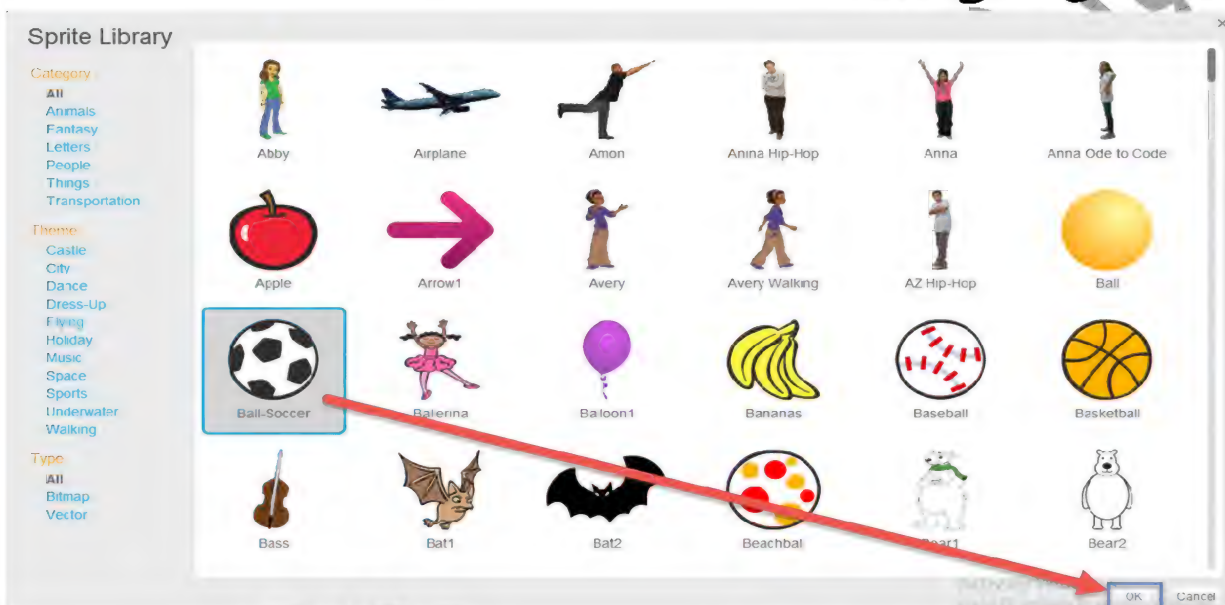 Sprite Library
Category
All
Animals
Fantasy
Letters
People
Things
Transportation
Theme
Castle
City
Dance
Dress-Up
Flying
Holiday
Music
Space
Sports
Underwater
Walking
Type
All
Bitmap
Vector
Abby Airplane Amon Anina Hip-Hop Anna Anna Ode to Code
Apple Arrow1 Avery Avery Walking AZ Hip-Hop Ball
Ball-Soccer Ballerina Balloon1 Bananas Baseball Basketball
Bass Bat1 Bat2 Beachbal Bear1 Bear2
OK Cancel